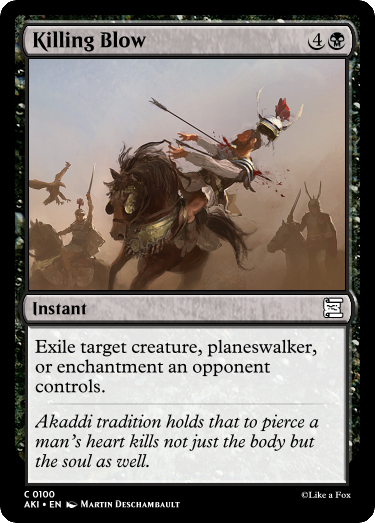 Killing Blow 4
Instant
Exile target creature, planeswalker,
or enchantment an opponent
controls.
Akaddi tradition holds that to pierce a
man's heart kills not just the body but
the soul as well.
C 0100
AKI • EN Martin Deschambault
©Like a Fox